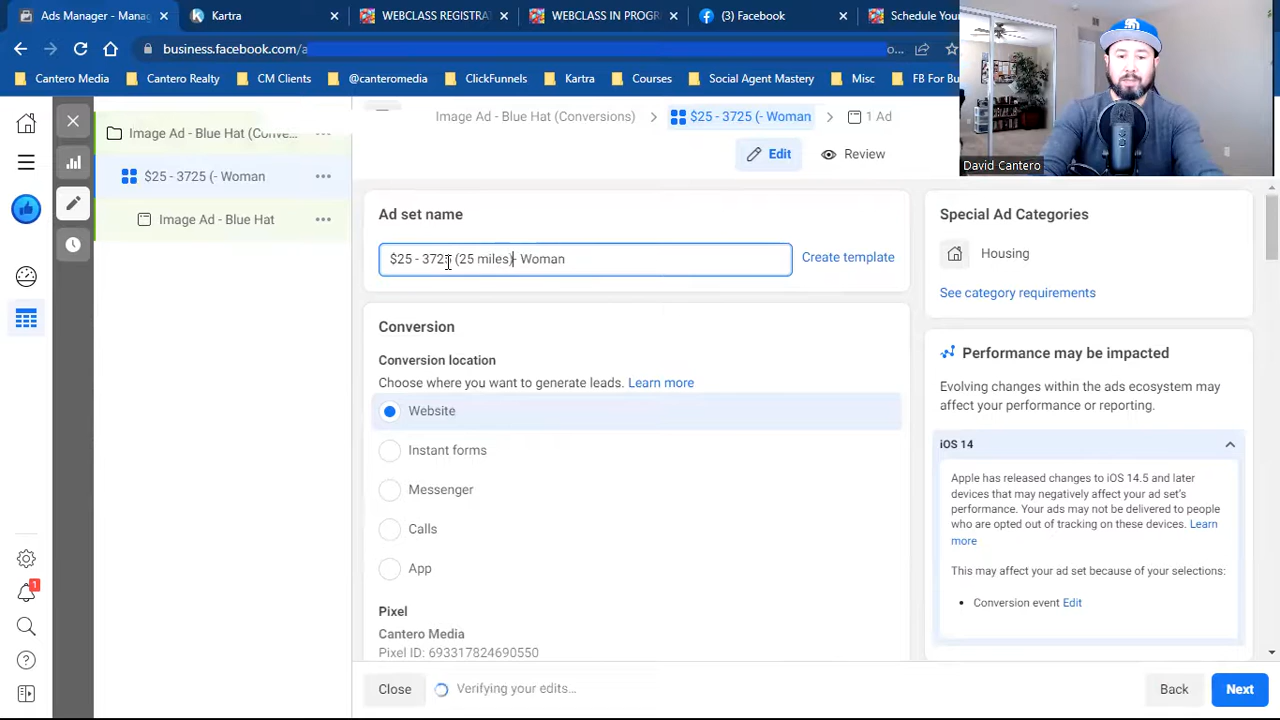 Ads Manager - Manag
Kartra
WEBCLASS REGISTRA
WEBCLASS IN PROGR
(3) Facebook
Schedule You
business.facebook.com/a
o...
Cantero Media
Cantero Realty
CM Clients
@canteromedia
ClickFunnels
Kartra
Courses
Social Agent Mastery
Misc
FB For Bu
David Cantero
Image Ad - Blue Hat (Conve...
$25 - 3725 (- Woman
Image Ad - Blue Hat
Image Ad - Blue Hat (Conversions)
$25 - 3725 (- Woman
1 Ad
Edit
Review
Ad set name
$25 - 3725 (25 miles)- Woman
Create template
Conversion
Conversion location
Choose where you want to generate leads. Learn more
Website
Instant forms
Messenger
Calls
App
Pixel
Cantero Media
Pixel ID: 693317824690550
Special Ad Categories
Housing
See category requirements
Performance may be impacted
Evolving changes within the ads ecosystem may
affect your performance or reporting.
iOS 14
Apple has released changes to iOS 14.5 and later
devices that may negatively affect your ad set's
performance. Your ads may not be delivered to people
who are opted out of tracking on these devices. Learn
more
This may affect your ad set because of your selections:
Conversion event Edit
1
Close
Verifying your edits...
Back
Next